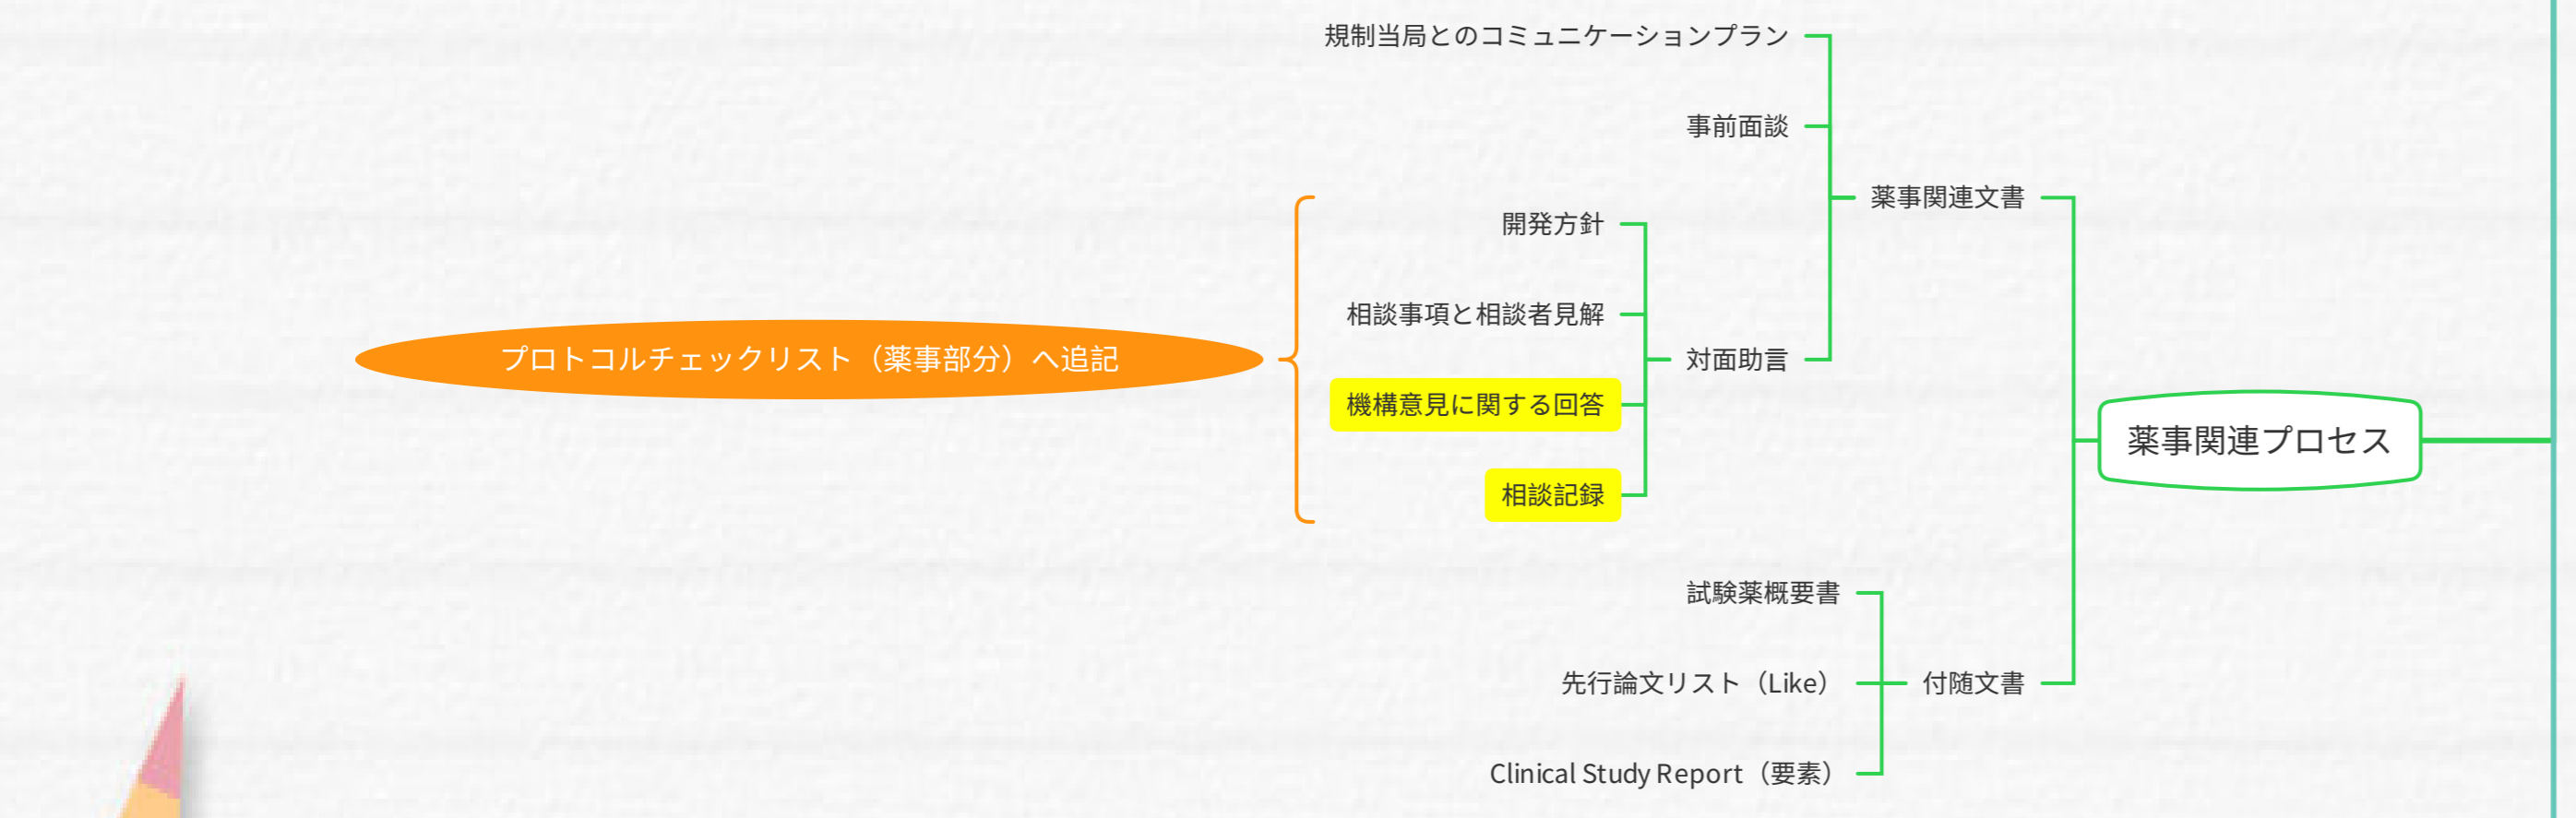 規制当局とのコミュニケーションプラン
事前面談
薬事関連文書
開発方針
相談事項と相談者見解
プロトコルチェックリスト（薬事部分）へ追記
対面助言
機構意見に関する回答
薬事関連プロセス
相談記録
試験薬概要書
先行論文リスト（Like）
付随文書
Clinical Study Report（要素）